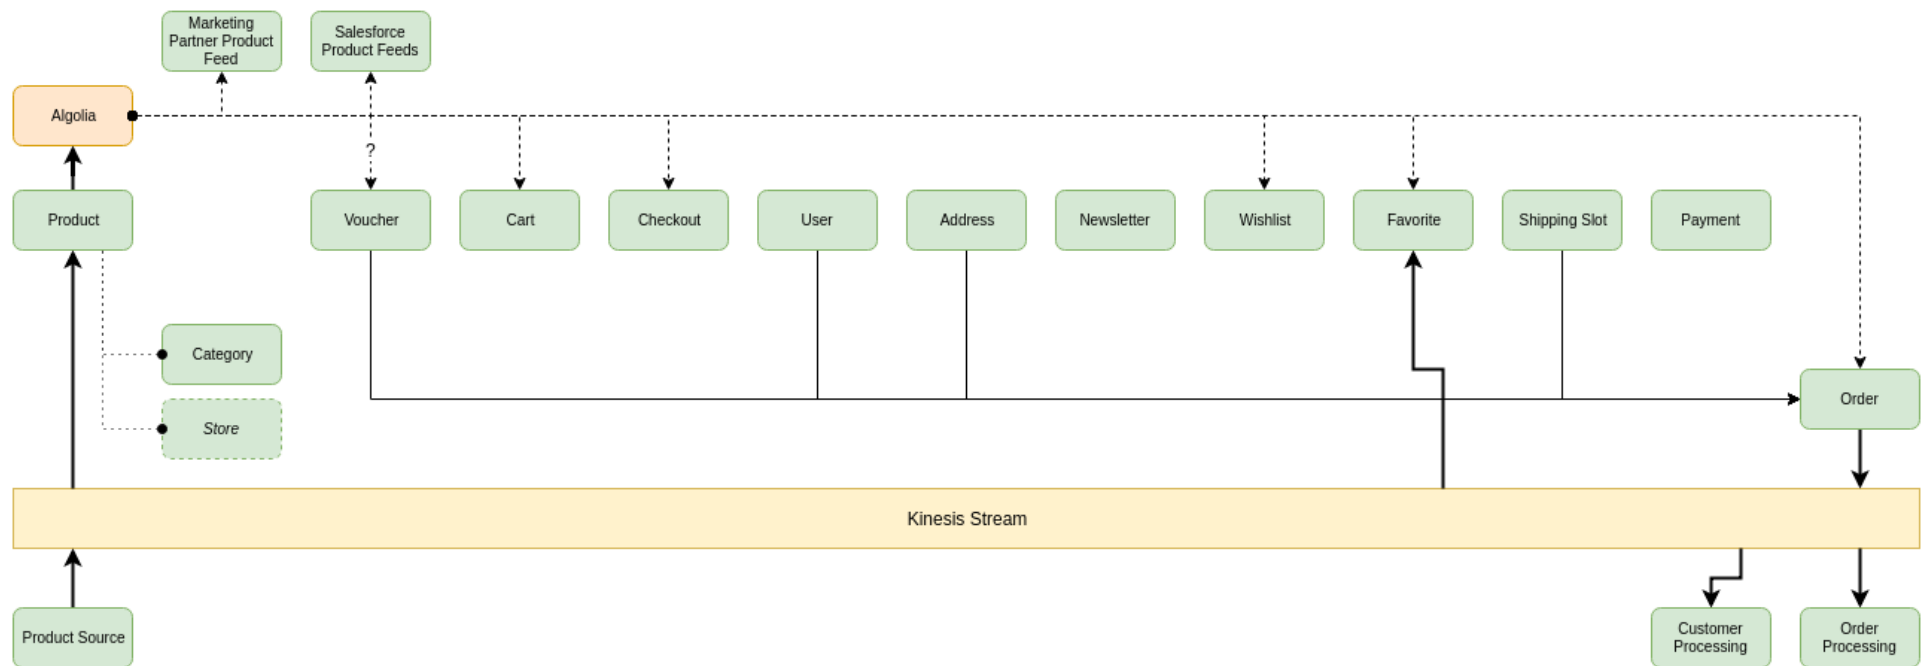 Marketing
Partner Product
Feed
Salesforce
Product Feeds
Algolia
?
Product
Voucher
Cart
Checkout
User
Address
Newsletter
Wishlist
Favorite
Shipping Slot
Payment
Category
Store
Order
Kinesis Stream
Product Source
Customer
Processing
Order
Processing